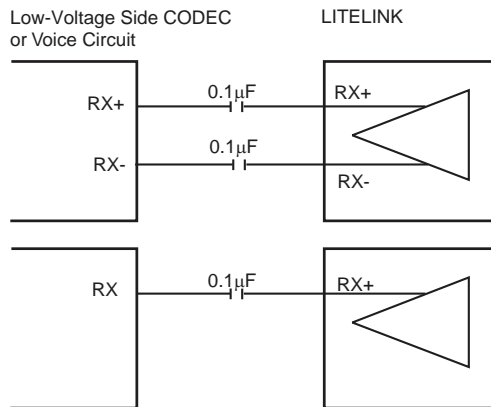 Low-Voltage Side CODEC
or Voice Circuit
LITELINK
RX+
0.1μF
RX+
RX-
0.1μF
RX-
RX
0.1μF
RX+